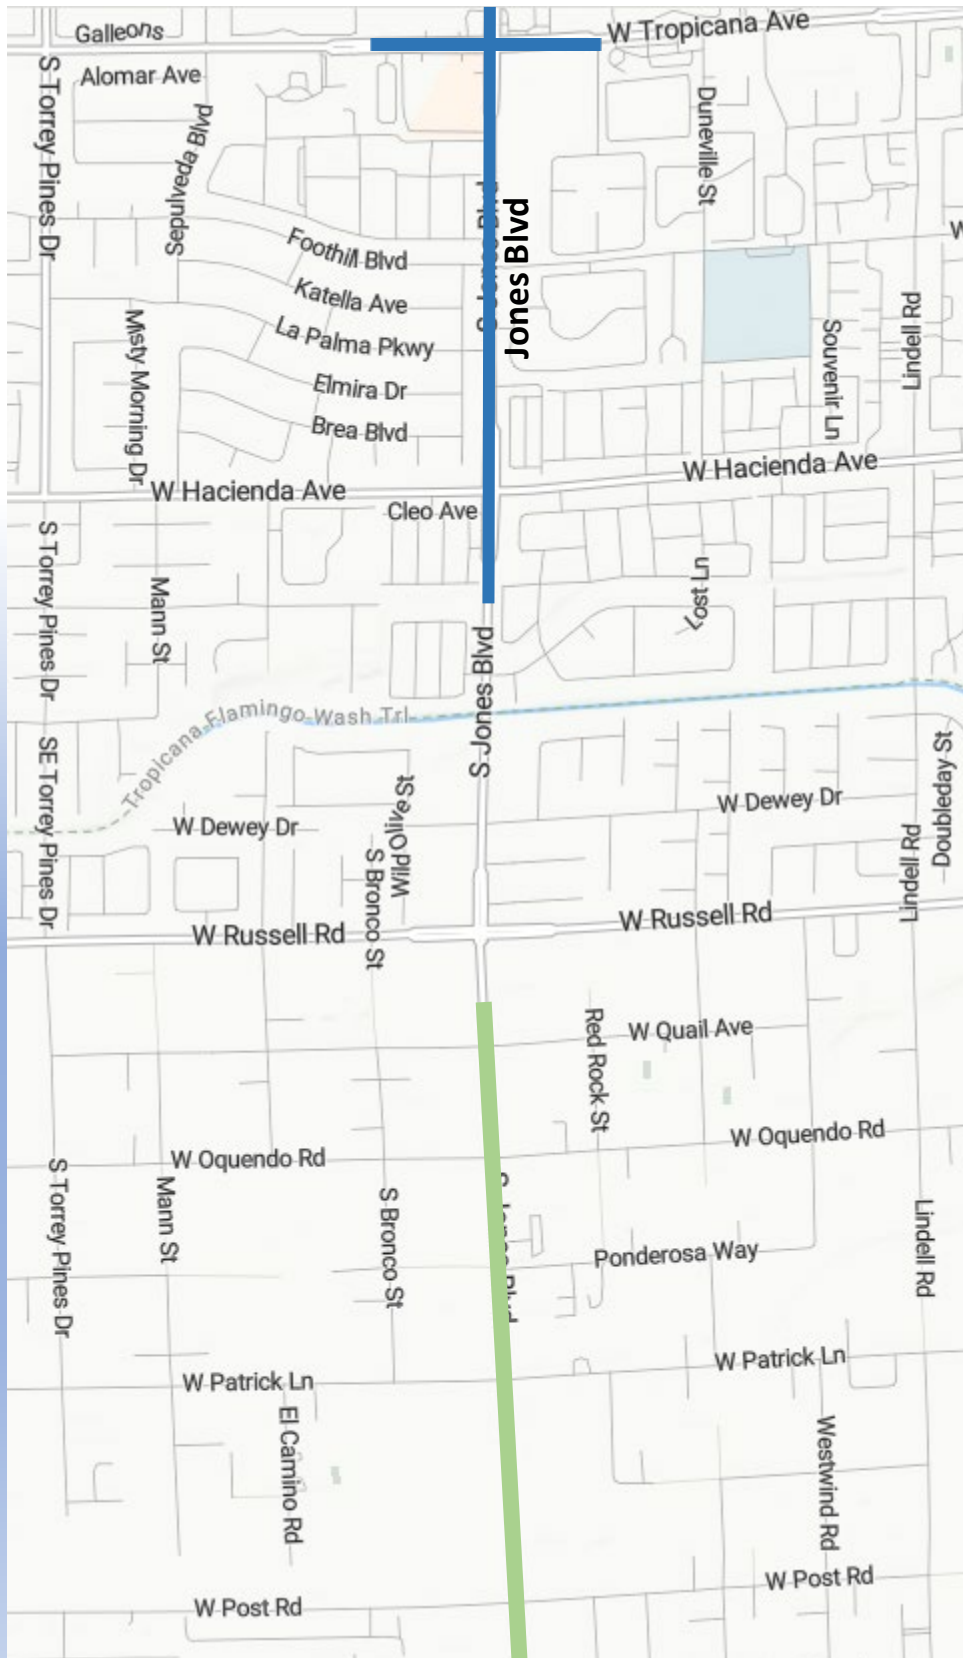 Galleons
W Tropicana Ave
Alomar Ave
S Torrey Pines Dr
Sepulveda Blvd
Duneville St
Jones Blvd
W
Foothill Blvd
Katella Ave
La Palma Pkwy
Misty Morning Dr
Elmira Dr
Brea Blvd
Souvenir Ln
Lindell Rd
W Hacienda Ave
W Hacienda Ave
Cleo Ave
S Torrey Pines Dr
Mann St
Lost Ln
S Jones Blvd
Tropicana Flamingo Wash Trl
SE Torrey Pines Dr
Wild Olive St
W Dewey Dr
W Dewey Dr
Doubleday St
Lindell Rd
S Bronco St
W Russell Rd
W Russell Rd
Red Rock St
W Quail Ave
W Oquendo Rd
W Oquendo Rd
S Torrey Pines Dr
Mann St
S Bronco St
S Jones Blvd
Ponderosa Way
Lindell Rd
W Patrick Ln
W Patrick Ln
El Camino Rd
Westwind Rd
W Post Rd
W Post Rd